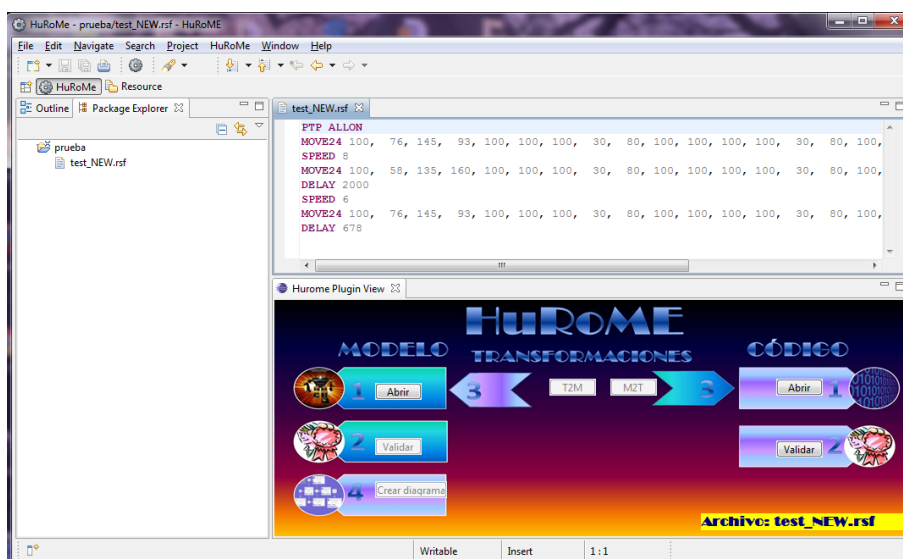 HuRoMe - prueba/test_NEW.rsf - HuRoME
File Edit Navigate Search Project HuRoMe Window Help
HuRoMe Resource
Outline Package Explorer
prueba
test_NEW.rsf
test_NEW.rsf
PTP ALLON
MOVE24 100, 76, 145, 93, 100, 100, 100, 30, 80, 100, 100, 100, 100, 30, 80, 100,
SPEED 8
MOVE24 100, 58, 135, 160, 100, 100, 100, 30, 80, 100, 100, 100, 100, 30, 80, 100,
DELAY 2000
SPEED 6
MOVE24 100, 76, 145, 93, 100, 100, 100, 30, 80, 100, 100, 100, 100, 30, 80, 100,
DELAY 678
Hurome Plugin View
HuRoME
MODELO TRANSFORMACIONES CÓDIGO
1 Abrir 3 T2M M2T 3 Abrir 1
2 Validar Validar 2
4 Crear diagrama
Archivo: test_NEW.rsf
Writable Insert 1:1